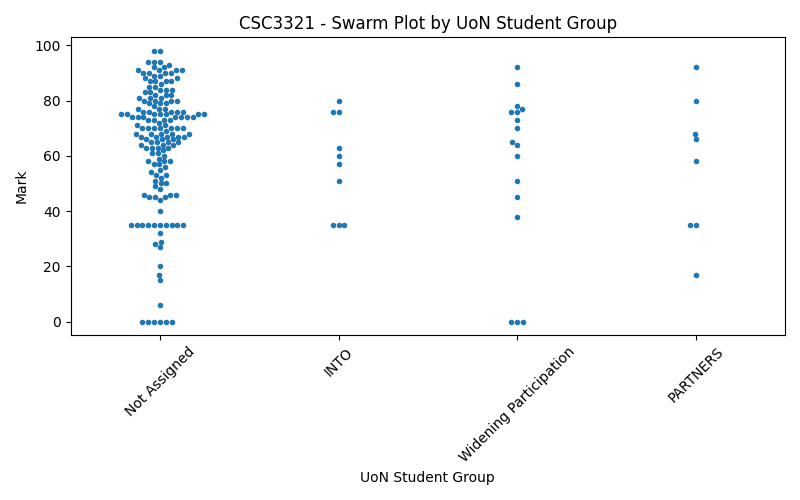 CSC3321 - Swarm Plot by UoN Student Group
100
80
60
40
20
0
Mark
Not Assigned
INTO
Widening Participation
PARTNERS
UoN Student Group